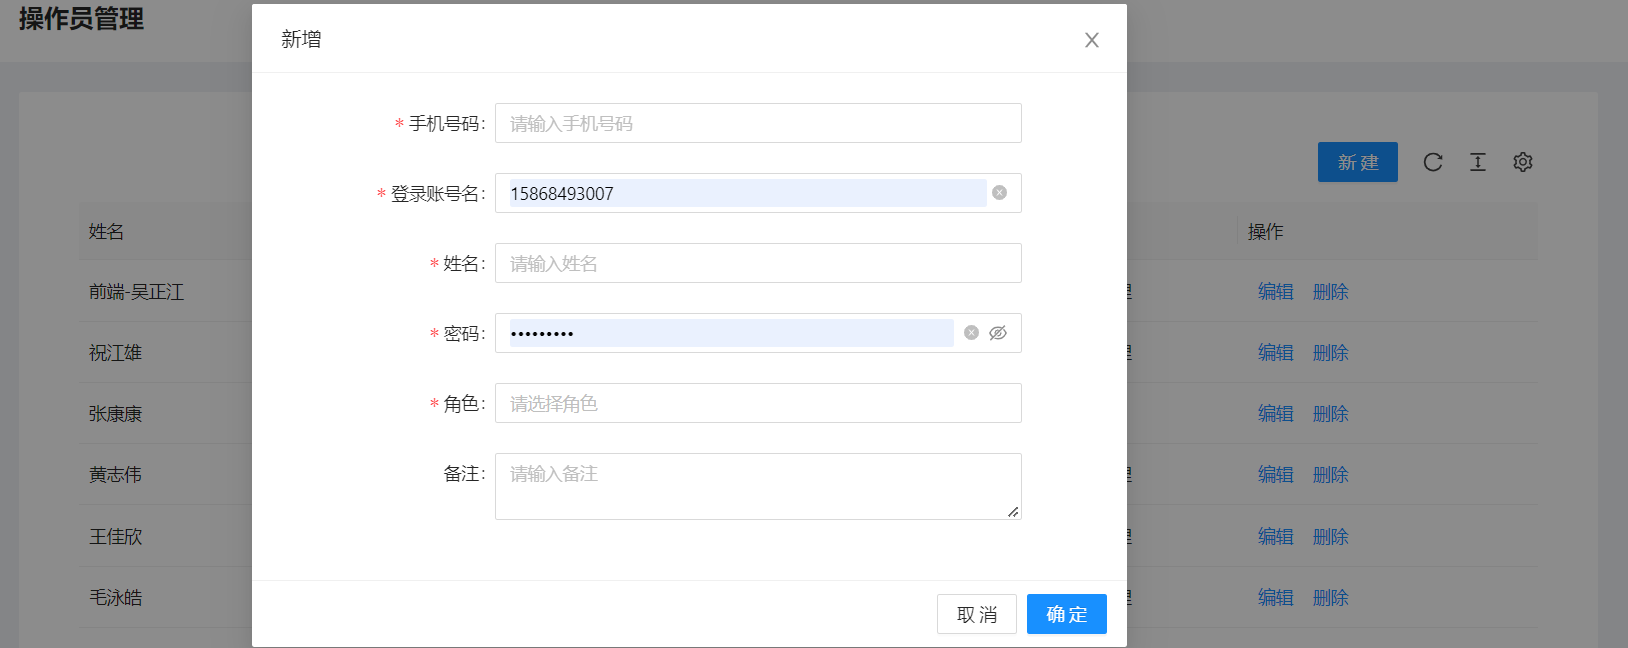 操作员管理
新增
* 手机号码: 请输入手机号码
* 登录账号名: 15868493007
* 姓名: 请输入姓名
* 密码: •••••••••
* 角色: 请选择角色
备注: 请输入备注
取 消 确 定
新 建
姓名 操作
前端-吴正江 理 编辑 删除
祝江雄 理 编辑 删除
张康康 编辑 删除
黄志伟 理 编辑 删除
王佳欣 理 编辑 删除
毛泳皓 理 编辑 删除